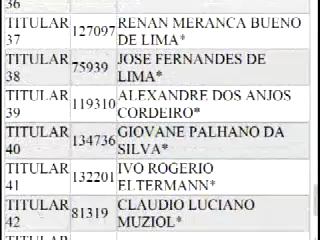 36
TITULAR 37 127097 RENAN MERANCA BUENO DE LIMA*
TITULAR 38 75939 JOSE FERNANDES DE LIMA*
TITULAR 39 119310 ALEXANDRE DOS ANJOS CORDEIRO*
TITULAR 40 134736 GIOVANE PALHANO DA SILVA*
TITULAR 41 132201 IVO ROGERIO ELTERMANN*
TITULAR 42 81319 CLAUDIO LUCIANO MUZIOL*
TITULAR